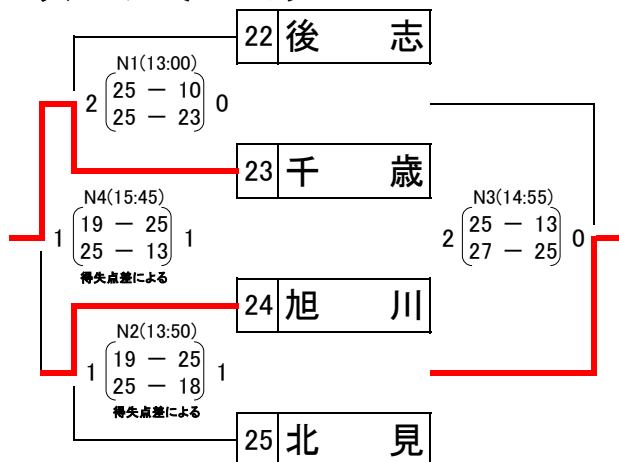 22 後 志
N1(13:00)
2 25 － 10 0
25 － 23
23 千 歳
N4(15:45)
1 19 － 25 1
25 － 13
得失点差による
N3(14:55)
2 25 － 13 0
27 － 25
24 旭 川
N2(13:50)
1 19 － 25 1
25 － 18
得失点差による
25 北 見